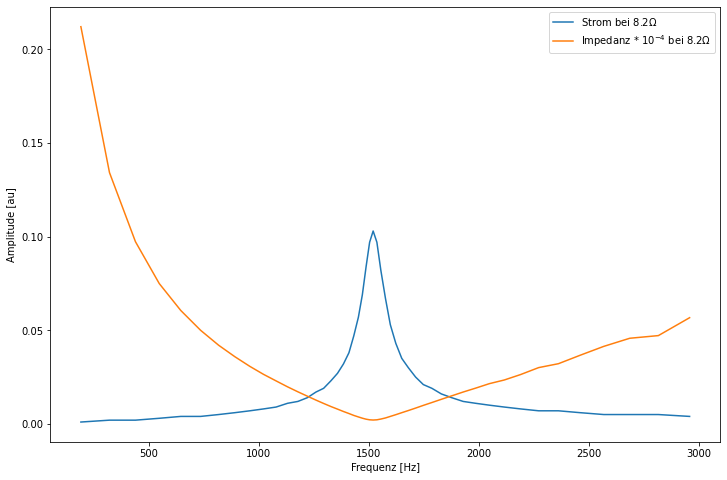 Strom bei 8.2Ω
Impedanz * 10⁻⁴ bei 8.2Ω
Amplitude [au]
0.20
0.15
0.10
0.05
0.00
500
1000
1500
2000
2500
3000
Frequenz [Hz]